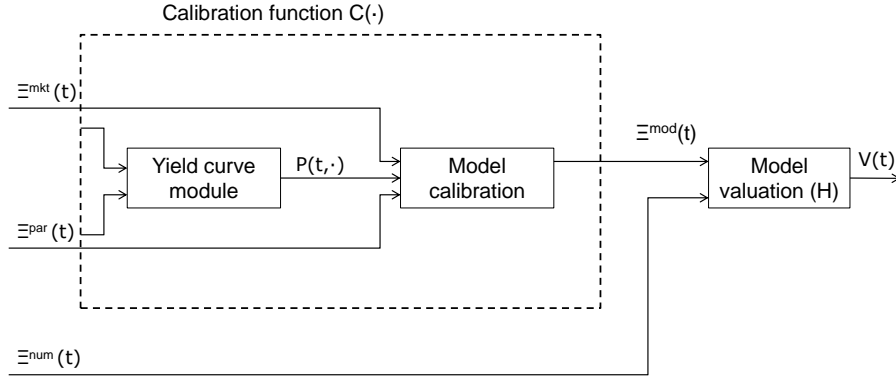 Calibration function C(·)
Ξᵐᵏᵗ(t)
Ξᵐᵒᵈ(t)
Yield curve
module
P(t,·)
Model
calibration
Model
valuation (H)
V(t)
Ξᵖᵃʳ(t)
Ξⁿᵘᵐ(t)